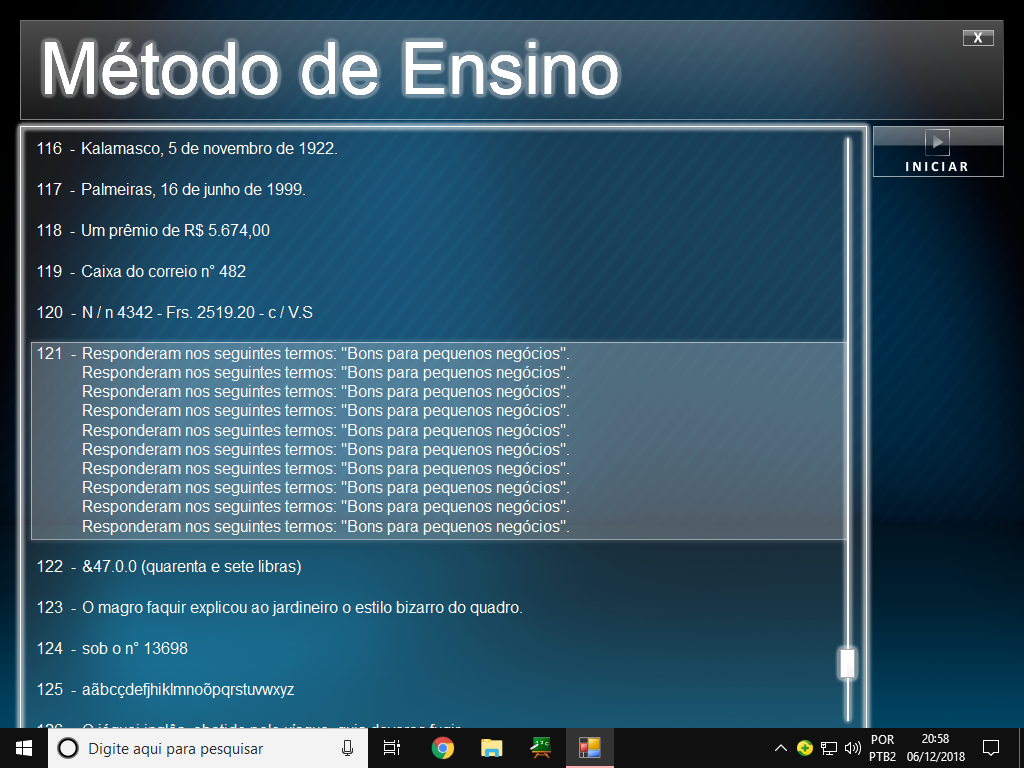 Método de Ensino
X
INICIAR
116 - Kalamasco, 5 de novembro de 1922.
117 - Palmeiras, 16 de junho de 1999.
118 - Um prêmio de R$ 5.674,00
119 - Caixa do correio n° 482
120 - N / n 4342 - Frs. 2519.20 - c / V.S
121 - Responderam nos seguintes termos: "Bons para pequenos negócios".
Responderam nos seguintes termos: "Bons para pequenos negócios".
Responderam nos seguintes termos: "Bons para pequenos negócios".
Responderam nos seguintes termos: "Bons para pequenos negócios".
Responderam nos seguintes termos: "Bons para pequenos negócios".
Responderam nos seguintes termos: "Bons para pequenos negócios".
Responderam nos seguintes termos: "Bons para pequenos negócios".
Responderam nos seguintes termos: "Bons para pequenos negócios".
Responderam nos seguintes termos: "Bons para pequenos negócios".
Responderam nos seguintes termos: "Bons para pequenos negócios".
122 - &47.0.0 (quarenta e sete libras)
123 - O magro faquir explicou ao jardineiro o estilo bizarro do quadro.
124 - sob o n° 13698
125 - aãbcçdefjhiklmnoõpqrstuvwxyz
Digite aqui para pesquisar
POR
PTB2
20:58
06/12/2018